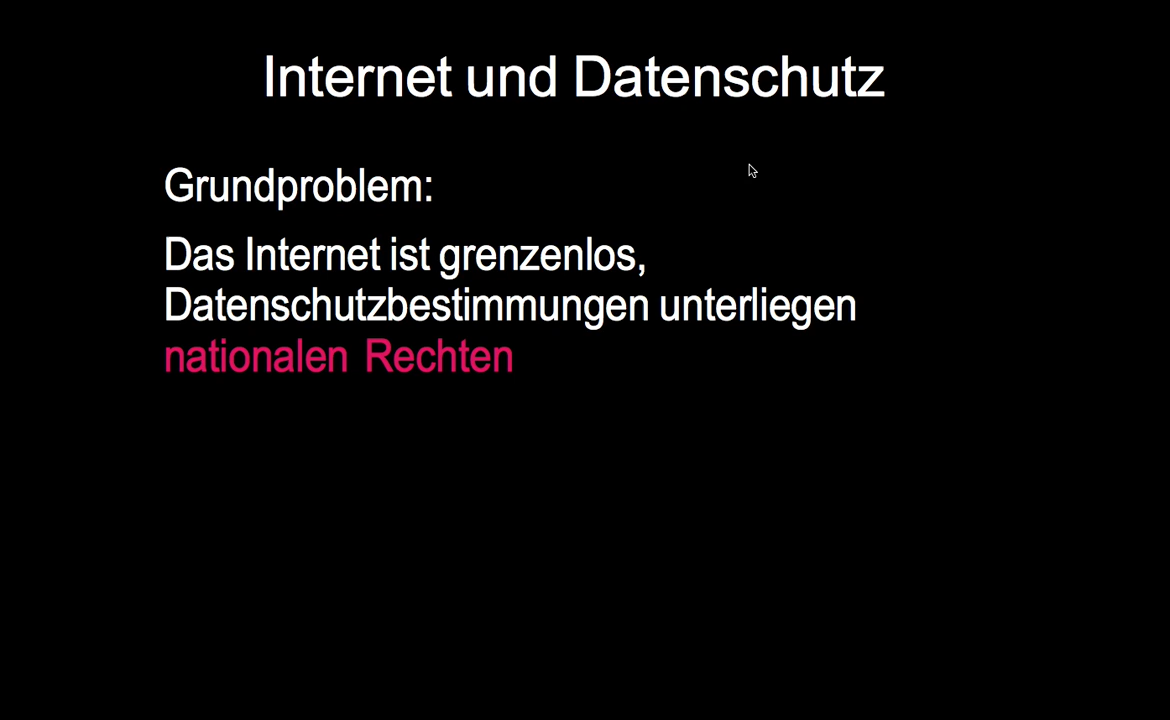 Internet und Datenschutz
Grundproblem:
Das Internet ist grenzenlos,
Datenschutzbestimmungen unterliegen
nationalen Rechten